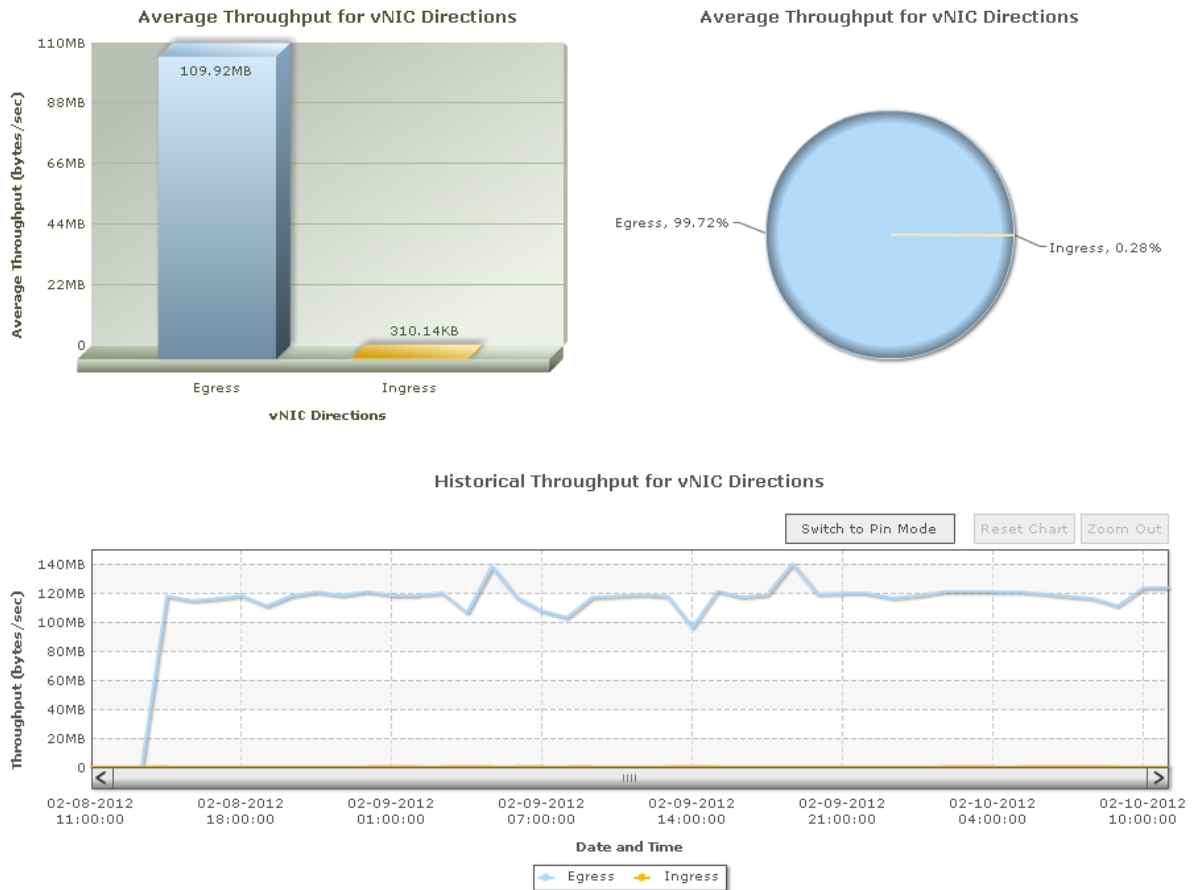 Average Throughput for vNIC Directions
110MB
88MB
66MB
44MB
22MB
0
Average Throughput (bytes/sec)
109.92MB
310.14KB
Egress
Ingress
vNIC Directions
Average Throughput for vNIC Directions
Egress, 99.72%
Ingress, 0.28%
Historical Throughput for vNIC Directions
Switch to Pin Mode
Reset Chart
Zoom Out
140MB
120MB
100MB
80MB
60MB
40MB
20MB
0
Throughput (bytes/sec)
02-08-2012
11:00:00
02-08-2012
18:00:00
02-09-2012
01:00:00
02-09-2012
07:00:00
02-09-2012
14:00:00
02-09-2012
21:00:00
02-10-2012
04:00:00
02-10-2012
10:00:00
Date and Time
Egress
Ingress